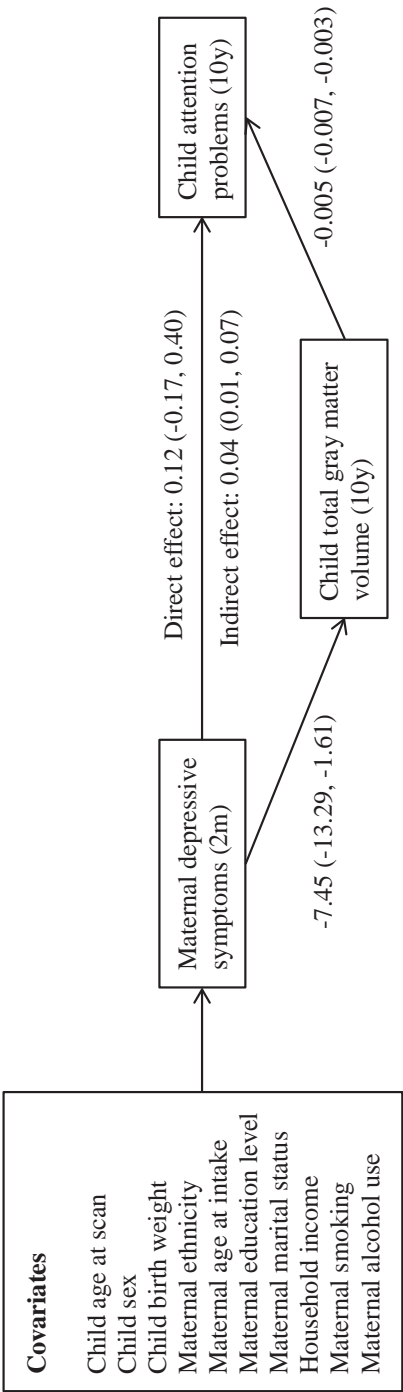 Covariates
Child age at scan
Child sex
Child birth weight
Maternal ethnicity
Maternal age at intake
Maternal education level
Maternal marital status
Household income
Maternal smoking
Maternal alcohol use
Maternal depressive
symptoms (2m)
Direct effect: 0.12 (-0.17, 0.40)
Indirect effect: 0.04 (0.01, 0.07)
Child attention
problems (10y)
-7.45 (-13.29, -1.61)
Child total gray matter
volume (10y)
-0.005 (-0.007, -0.003)